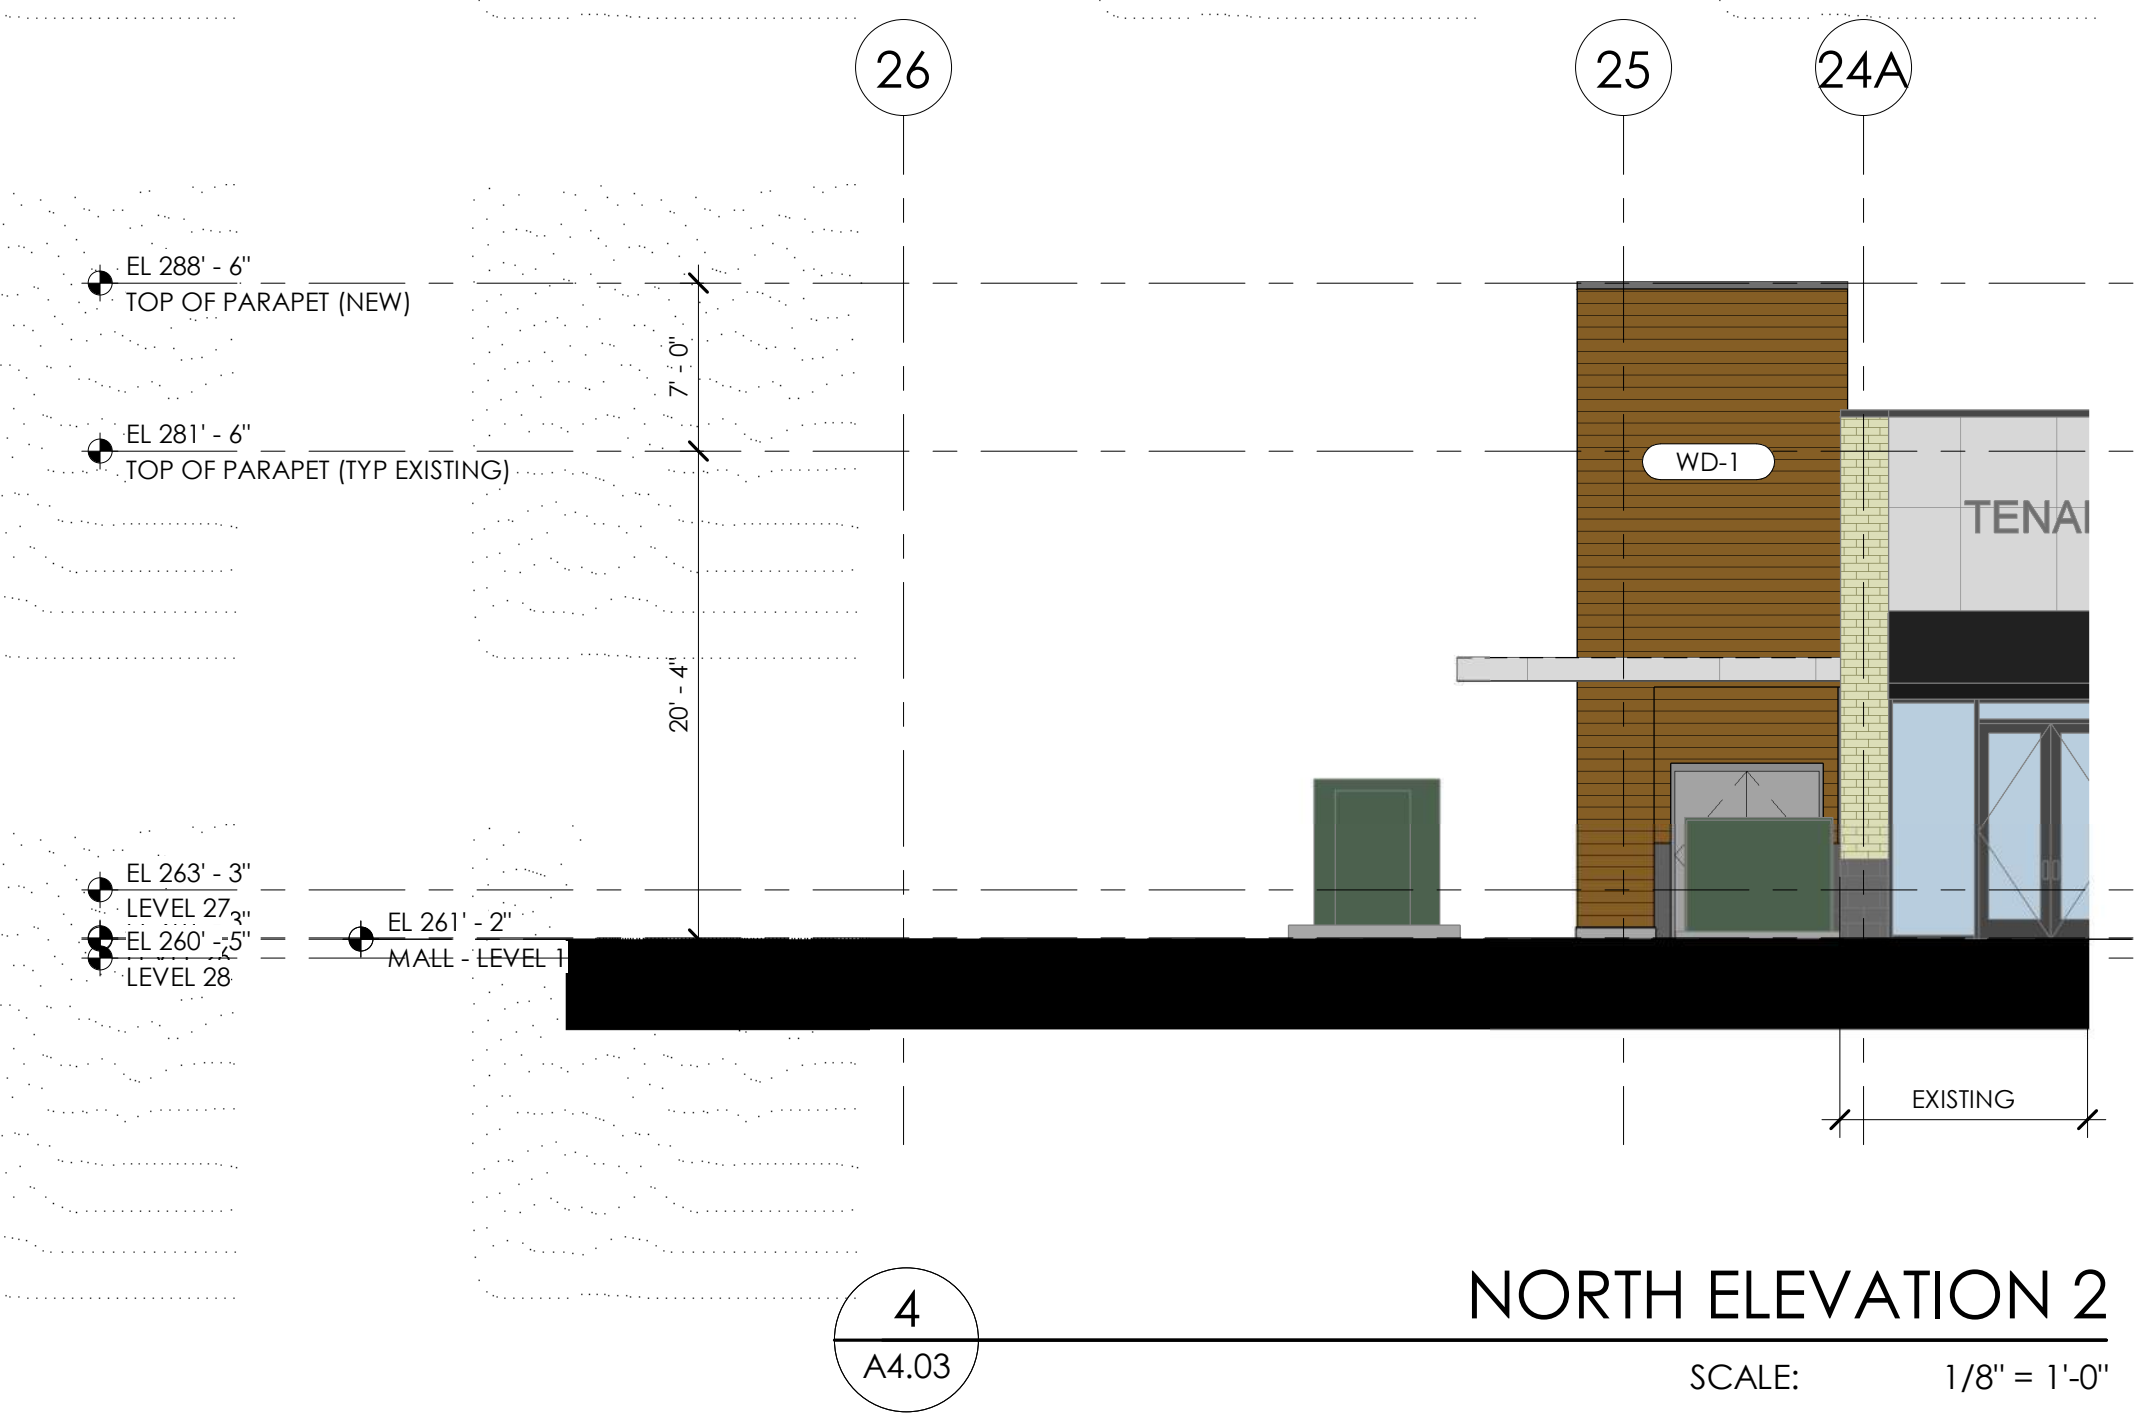 26
25
24A
EL 288' - 6"
TOP OF PARAPET (NEW)
7' - 0"
EL 281' - 6"
TOP OF PARAPET (TYP EXISTING)
WD-1
TENA
20' - 4"
EL 263' - 3"
LEVEL 27
EL 261' - 2"
MALL - LEVEL 1
EL 260' - 5"
LEVEL 28
EXISTING
4
A4.03
NORTH ELEVATION 2
SCALE: 1/8" = 1'-0"